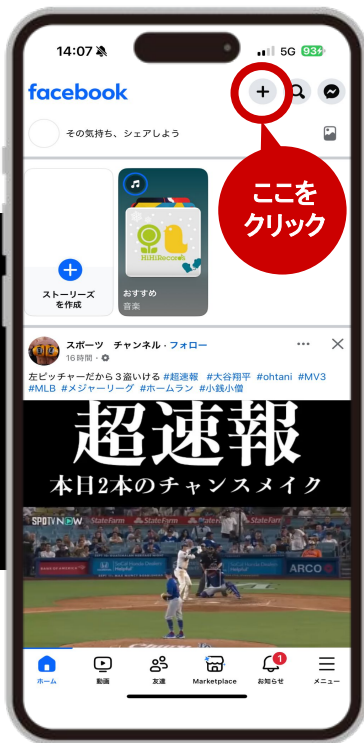 14:07
5G 93
facebook
その気持ち、シェアしよう
ここを
クリック
HiHiRecords
ストーリーズ
を作成
おすすめ
音楽
スポーツ チャンネル · フォロー
16時間
左ピッチャーだから3盗いける #超速報 #大谷翔平 #ohtani #MV3
#MLB #メジャーリーグ #ホームラン #小銭小僧
超速報
本日2本のチャンスメイク
SPOTV NOW StateFarm StateFarm StateFarm StateFarm
ARCO
1
ホーム
動画
友達
Marketplace
お知らせ
メニュー